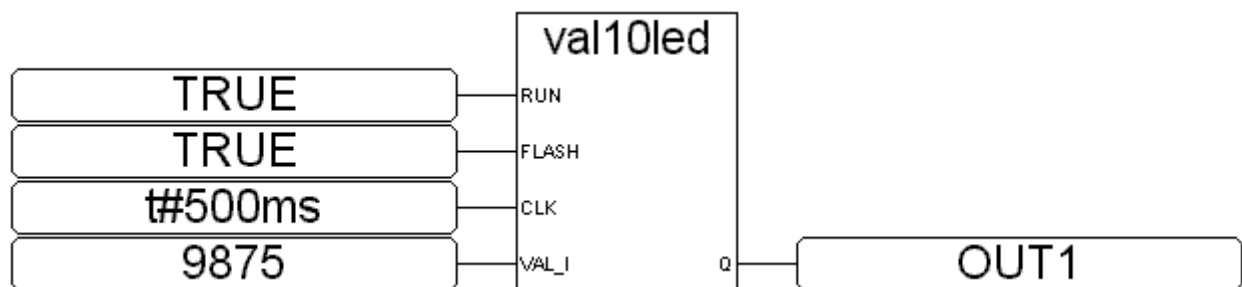 val10led
TRUE RUN
TRUE FLASH
t#500ms CLK
9875 VAL_I Q OUT1